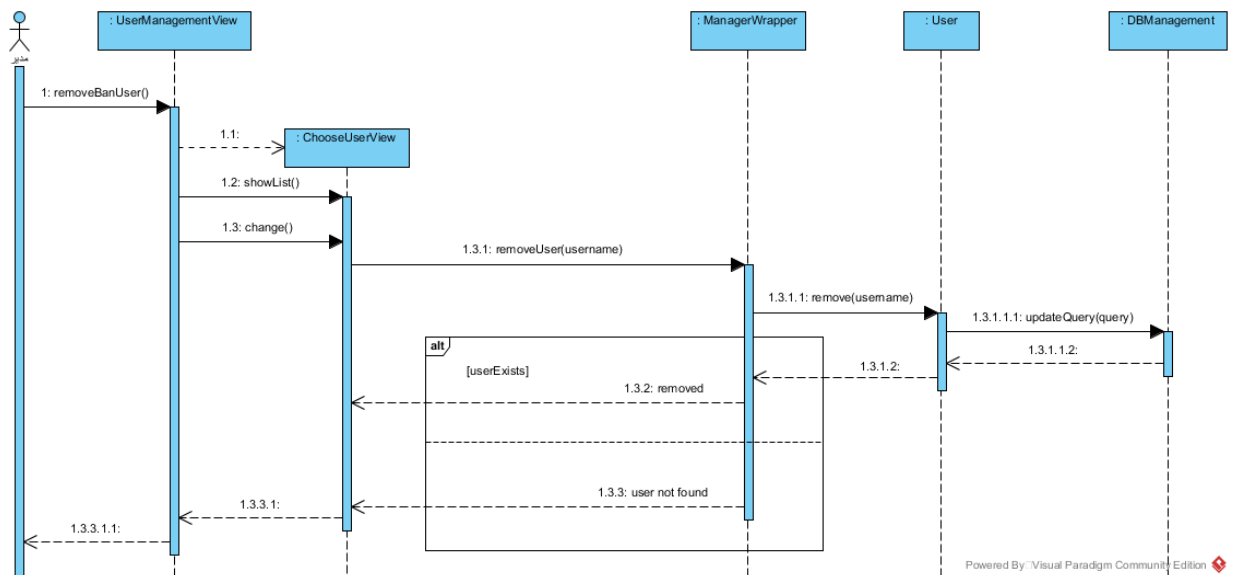 : UserManagementView
: ManagerWrapper
: User
: DBManagement
مدیر
1: removeBanUser()
1.1:
: ChooseUserView
1.2: showList()
1.3: change()
1.3.1: removeUser(username)
1.3.1.1: remove(username)
1.3.1.1.1: updateQuery(query)
alt
1.3.1.1.2:
[userExists]
1.3.1.2:
1.3.2: removed
1.3.3: user not found
1.3.3.1:
1.3.3.1.1:
Powered By Visual Paradigm Community Edition